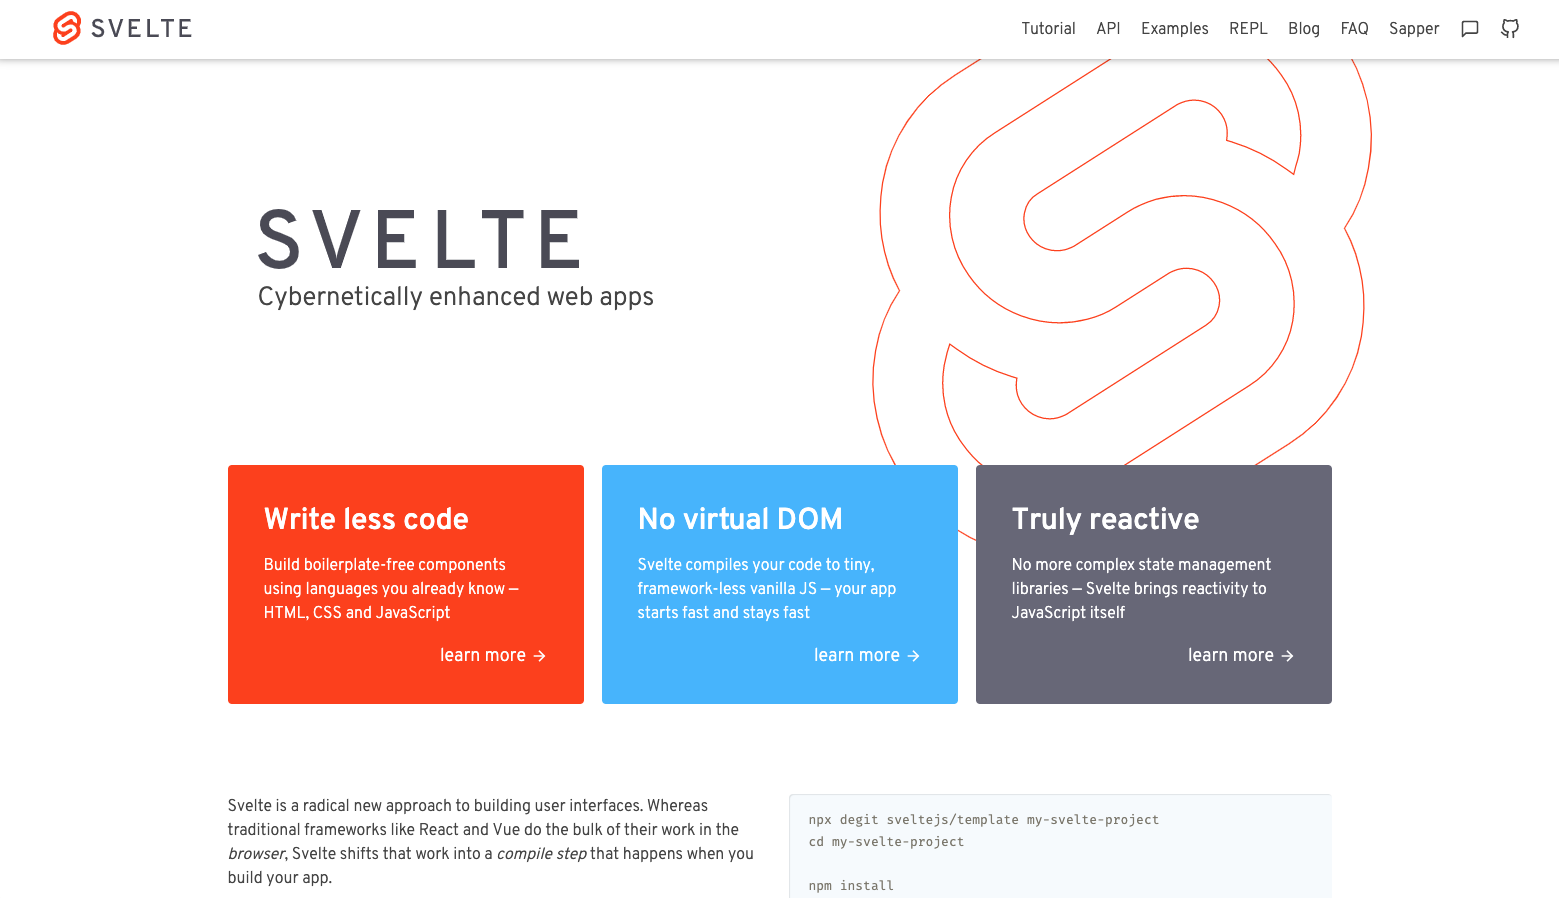 SVELTE
Tutorial API Examples REPL Blog FAQ Sapper
SVELTE
Cybernetically enhanced web apps
Write less code
Build boilerplate-free components
using languages you already know –
HTML, CSS and JavaScript
learn more →
No virtual DOM
Svelte compiles your code to tiny,
framework-less vanilla JS – your app
starts fast and stays fast
learn more →
Truly reactive
No more complex state management
libraries – Svelte brings reactivity to
JavaScript itself
learn more →
Svelte is a radical new approach to building user interfaces. Whereas
traditional frameworks like React and Vue do the bulk of their work in the
browser, Svelte shifts that work into a compile step that happens when you
build your app.
npx degit sveltejs/template my-svelte-project
cd my-svelte-project
npm install